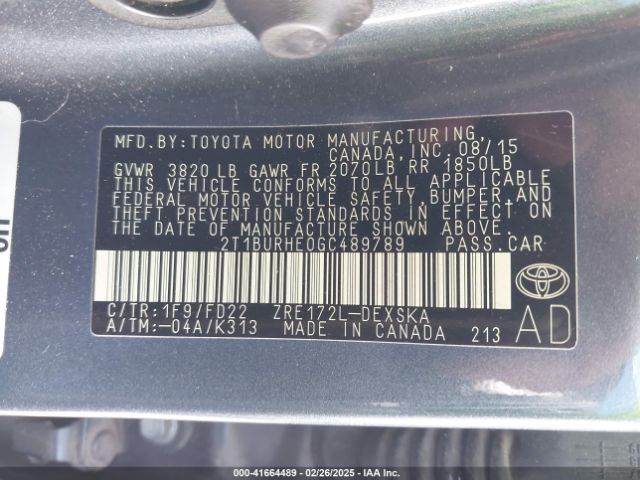 MFD.BY:TOYOTA MOTOR MANUFACTURING,
CANADA,INC. 08/15
GVWR 3820 LB GAWR FR 2070LB RR 1850LB
THIS VEHICLE CONFORMS TO ALL APPLICABLE
FEDERAL MOTOR VEHICLE SAFETY,BUMPER,AND
THEFT PREVENTION STANDARDS IN EFFECT ON
THE DATE OF MANUFACTURE SHOWN ABOVE.
2T1BURHE0GC489789 PASS.CAR
C/TR:1F9/FD22 ZRE172L-DEXSKA
A/TM:-04A/K313 MADE IN CANADA 213
AD
000-41664489 - 02/26/2025 - IAA Inc.